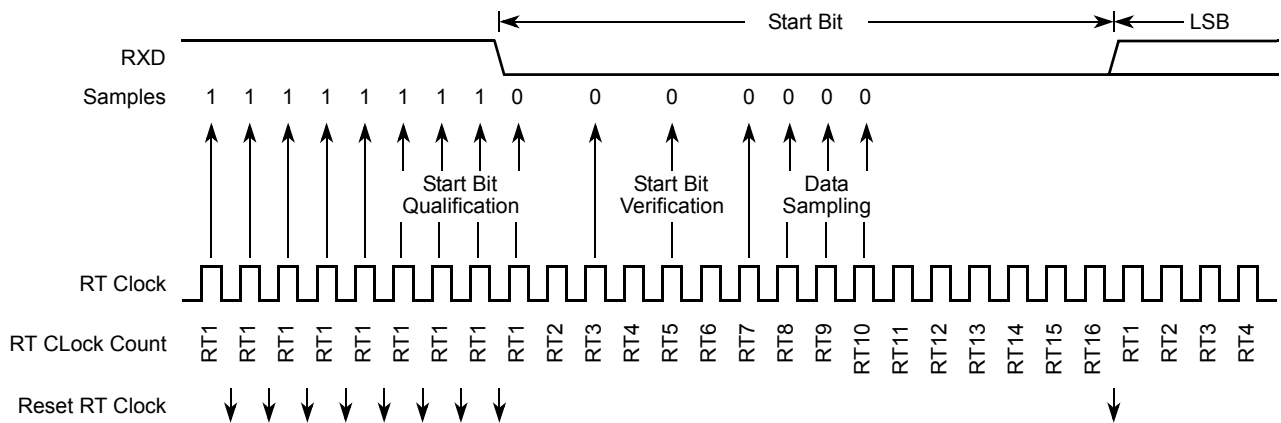 Start Bit LSB
RXD
Samples 1 1 1 1 1 1 1 1 0 0 0 0 0 0 0
Start Bit Qualification Start Bit Verification Data Sampling
RT Clock
RT CLock Count RT1 RT1 RT1 RT1 RT1 RT1 RT1 RT1 RT1 RT2 RT3 RT4 RT5 RT6 RT7 RT8 RT9 RT10 RT11 RT12 RT13 RT14 RT15 RT16 RT1 RT2 RT3 RT4
Reset RT Clock